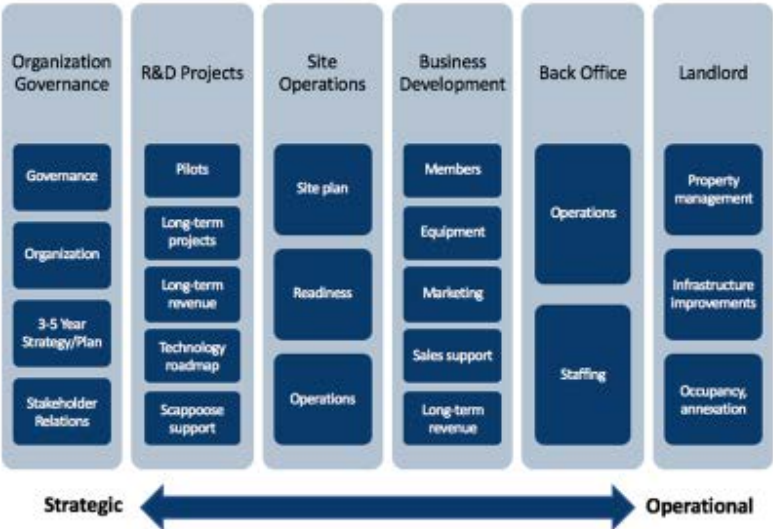 Organization
Governance
Governance
Organization
3-5 Year
Strategy/Plan
Stakeholder
Relations
R&D Projects
Pilots
Long-term
projects
Long-term
revenue
Technology
roadmap
Scappoose
support
Site
Operations
Site plan
Readiness
Operations
Business
Development
Members
Equipment
Marketing
Sales support
Long-term
revenue
Back Office
Operations
Staffing
Landlord
Property
management
Infrastructure
improvements
Occupancy,
annexation
Strategic
Operational